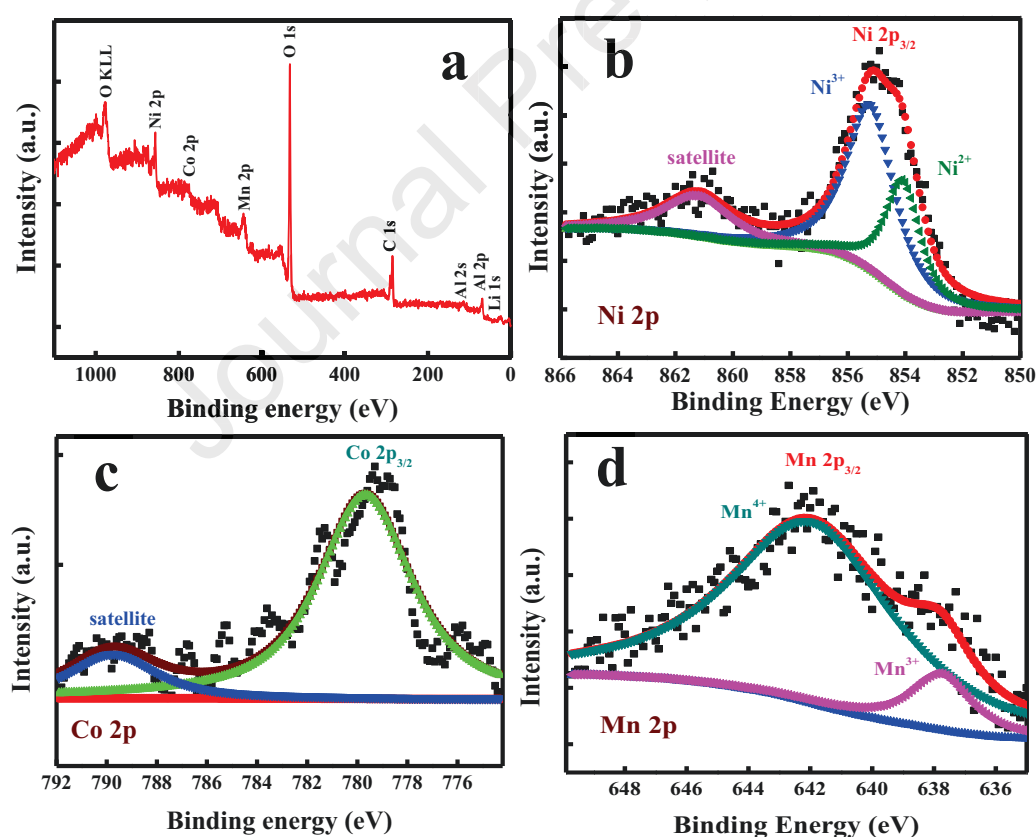 Journal Pre
a
O KLL
Ni 2p
Co 2p
Mn 2p
O 1s
C 1s
Al 2s
Al 2p
Li 1s
Intensity (a.u.)
1000 800 600 400 200 0
Binding energy (eV)
b
Ni 2p3/2
Ni3+
Ni2+
satellite
Ni 2p
Intensity (a.u.)
866 864 862 860 858 856 854 852 850
Binding Energy (eV)
c
Co 2p3/2
satellite
Co 2p
Intensity (a.u.)
792 790 788 786 784 782 780 778 776
Binding energy (eV)
d
Mn 2p3/2
Mn4+
Mn3+
Mn 2p
Intensity (a.u.)
648 646 644 642 640 638 636
Binding Energy (eV)